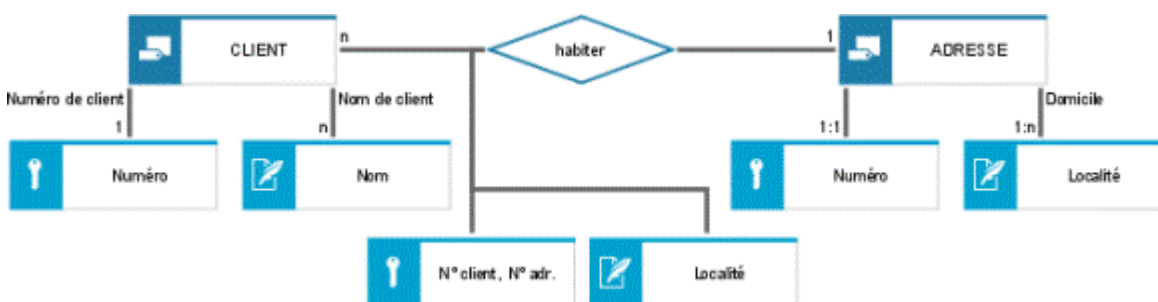 CLIENT
n
habiter
1
ADRESSE
Numéro de client
Nom de client
Domicile
1
n
1:1
1:n
Numéro
Nom
Numéro
Localité
N° client, N° adr.
Localité